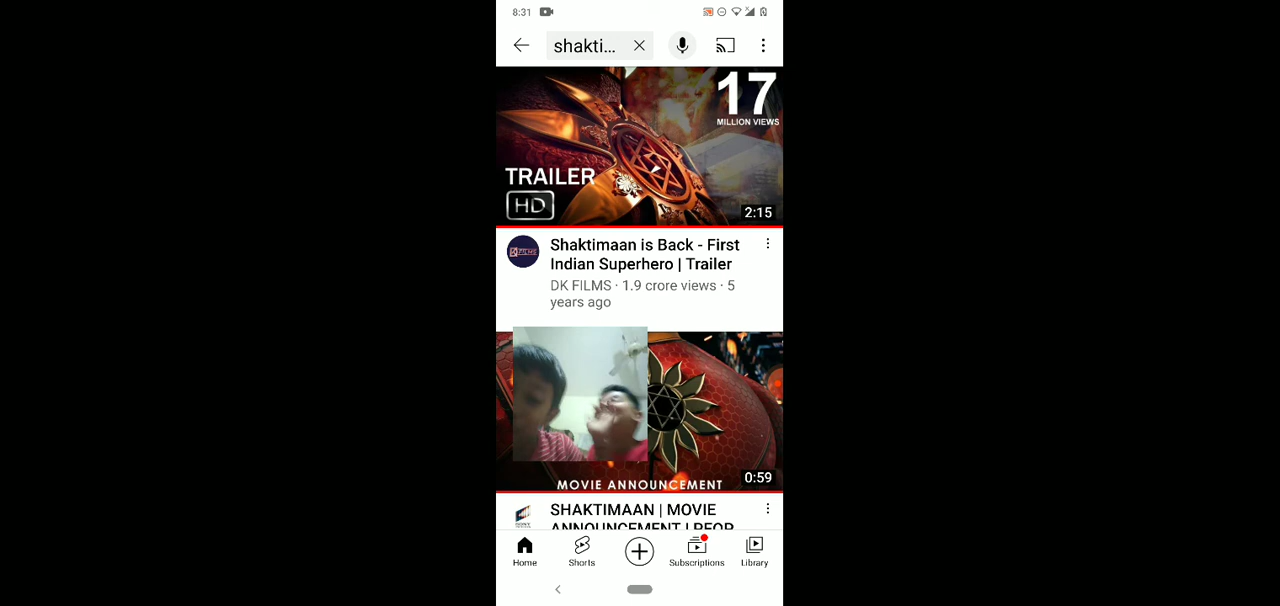 8:31
shakti...
17
MILLION VIEWS
TRAILER
HD
2:15
Shaktimaan is Back - First
Indian Superhero | Trailer
DK FILMS · 1.9 crore views · 5
years ago
0:59
MOVIE ANNOUNCEMENT
SHAKTIMAAN | MOVIE
ANNOUNCEMENT |
Home
Shorts
Subscriptions
Library